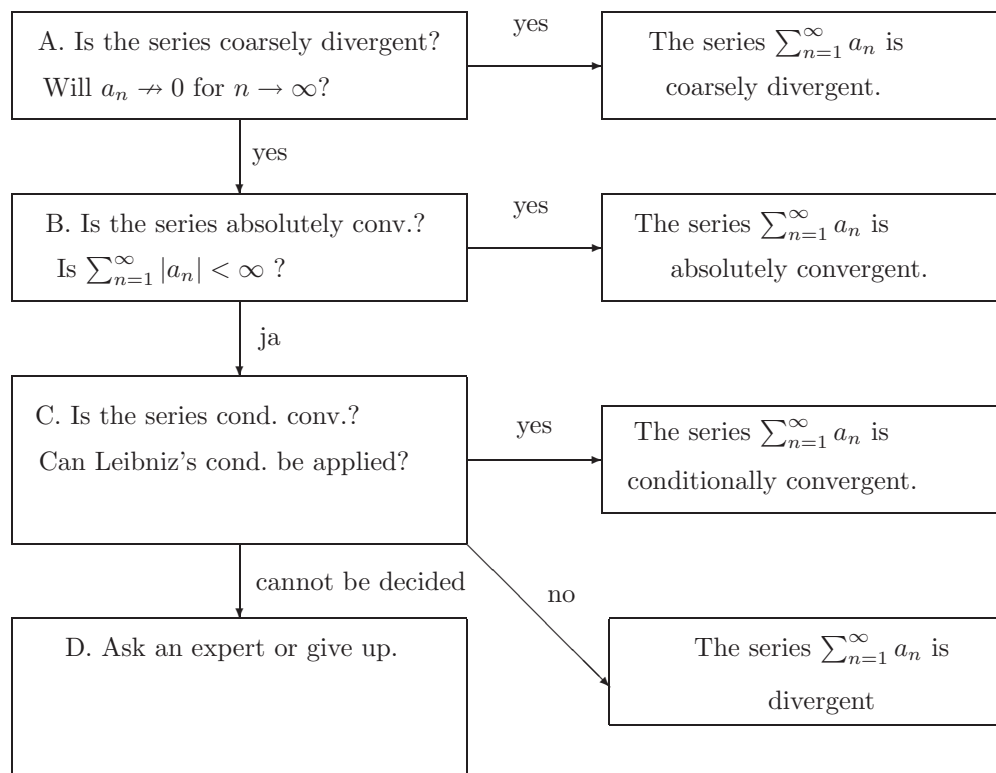 A. Is the series coarsely divergent?
Will $a_n \nrightarrow 0$ for $n \to \infty$?
yes
The series $\sum_{n=1}^{\infty} a_n$ is
coarsely divergent.
yes
B. Is the series absolutely conv.?
Is $\sum_{n=1}^{\infty} |a_n| < \infty$ ?
yes
The series $\sum_{n=1}^{\infty} a_n$ is
absolutely convergent.
ja
C. Is the series cond. conv.?
Can Leibniz's cond. be applied?
yes
The series $\sum_{n=1}^{\infty} a_n$ is
conditionally convergent.
cannot be decided
no
D. Ask an expert or give up.
The series $\sum_{n=1}^{\infty} a_n$ is
divergent